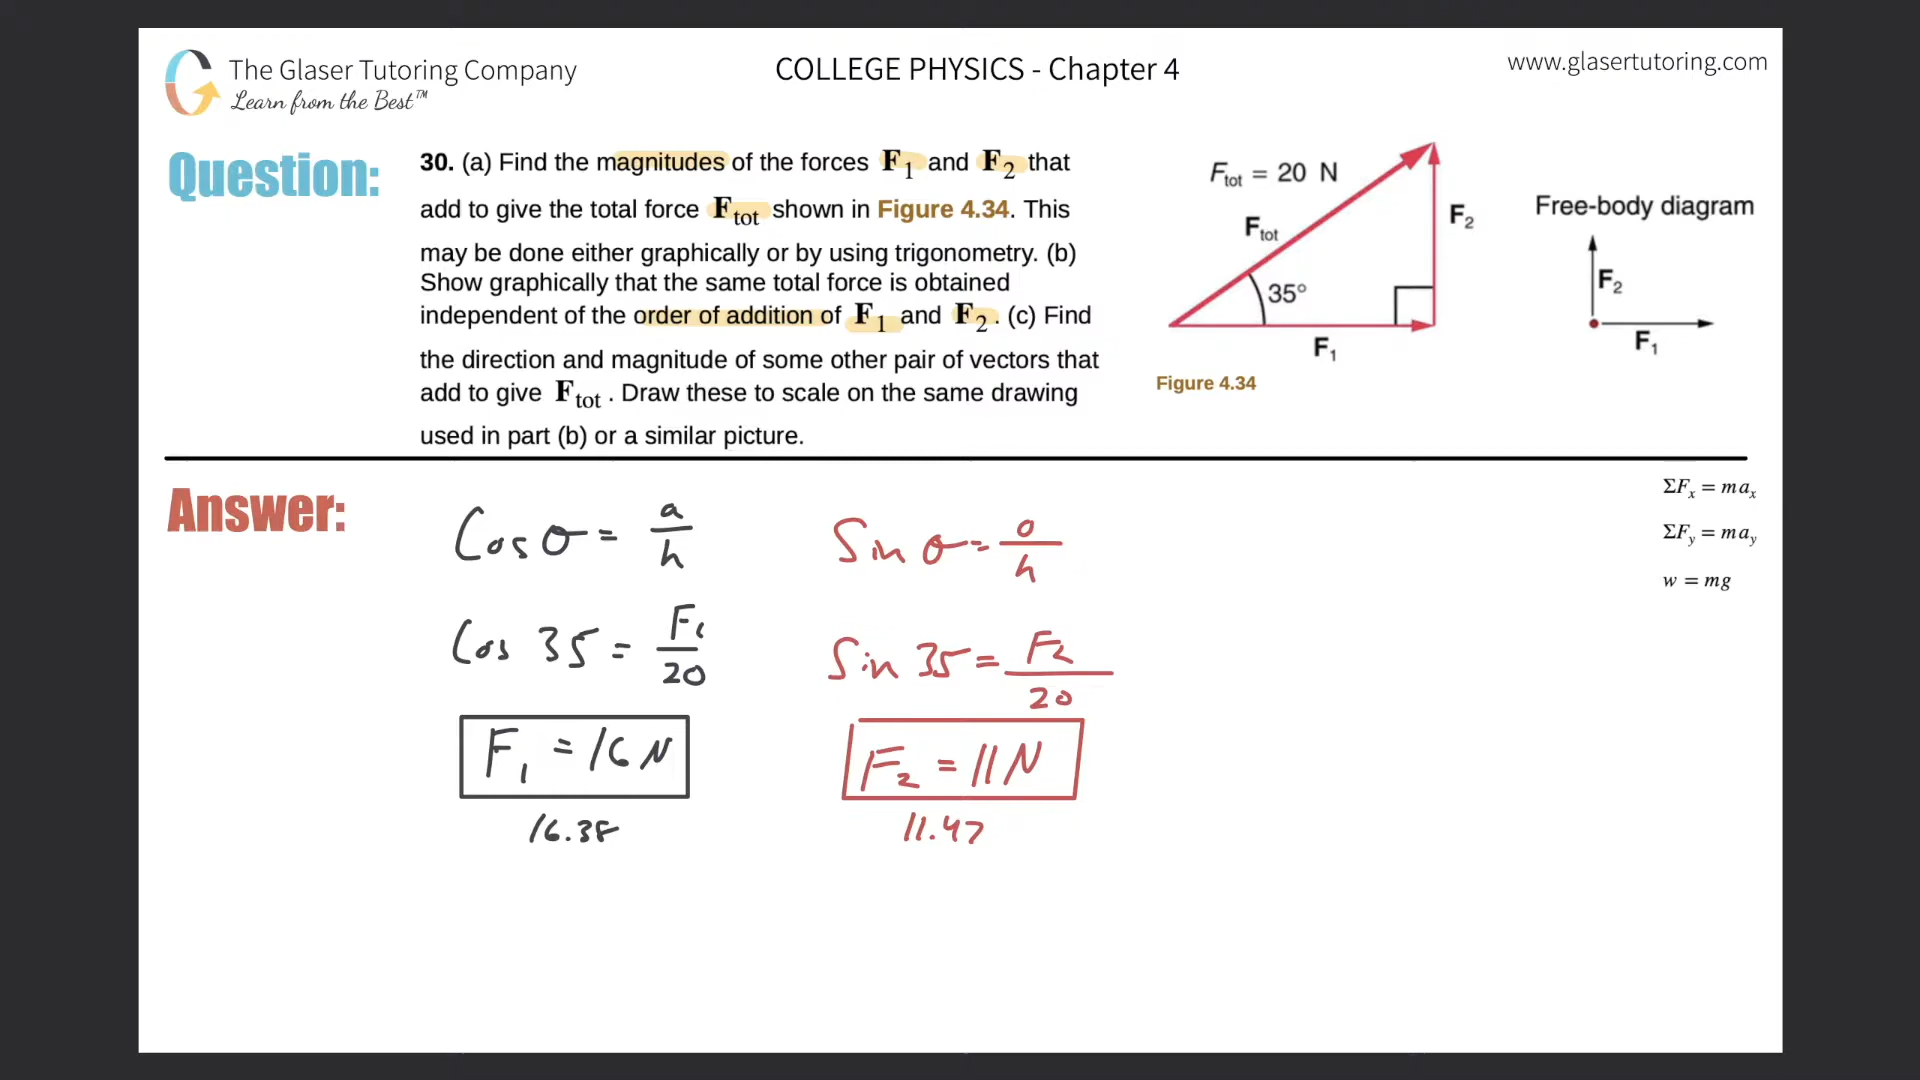 The Glaser Tutoring Company
Learn from the Best™
COLLEGE PHYSICS - Chapter 4
www.glasertutoring.com
Question:
30. (a) Find the magnitudes of the forces F1 and F2 that
add to give the total force Ftot shown in Figure 4.34. This
may be done either graphically or by using trigonometry. (b)
Show graphically that the same total force is obtained
independent of the order of addition of F1 and F2. (c) Find
the direction and magnitude of some other pair of vectors that
add to give Ftot. Draw these to scale on the same drawing
used in part (b) or a similar picture.
Ftot = 20 N
Ftot
F2
35°
F1
Figure 4.34
Free-body diagram
F2
F1
Answer:
Cos θ = a/h
Cos 35 = F1/20
F1 = 16 N
16.38
Sin θ = o/h
Sin 35 = F2/20
F2 = 11 N
11.47
ΣFx = max
ΣFy = may
w = mg